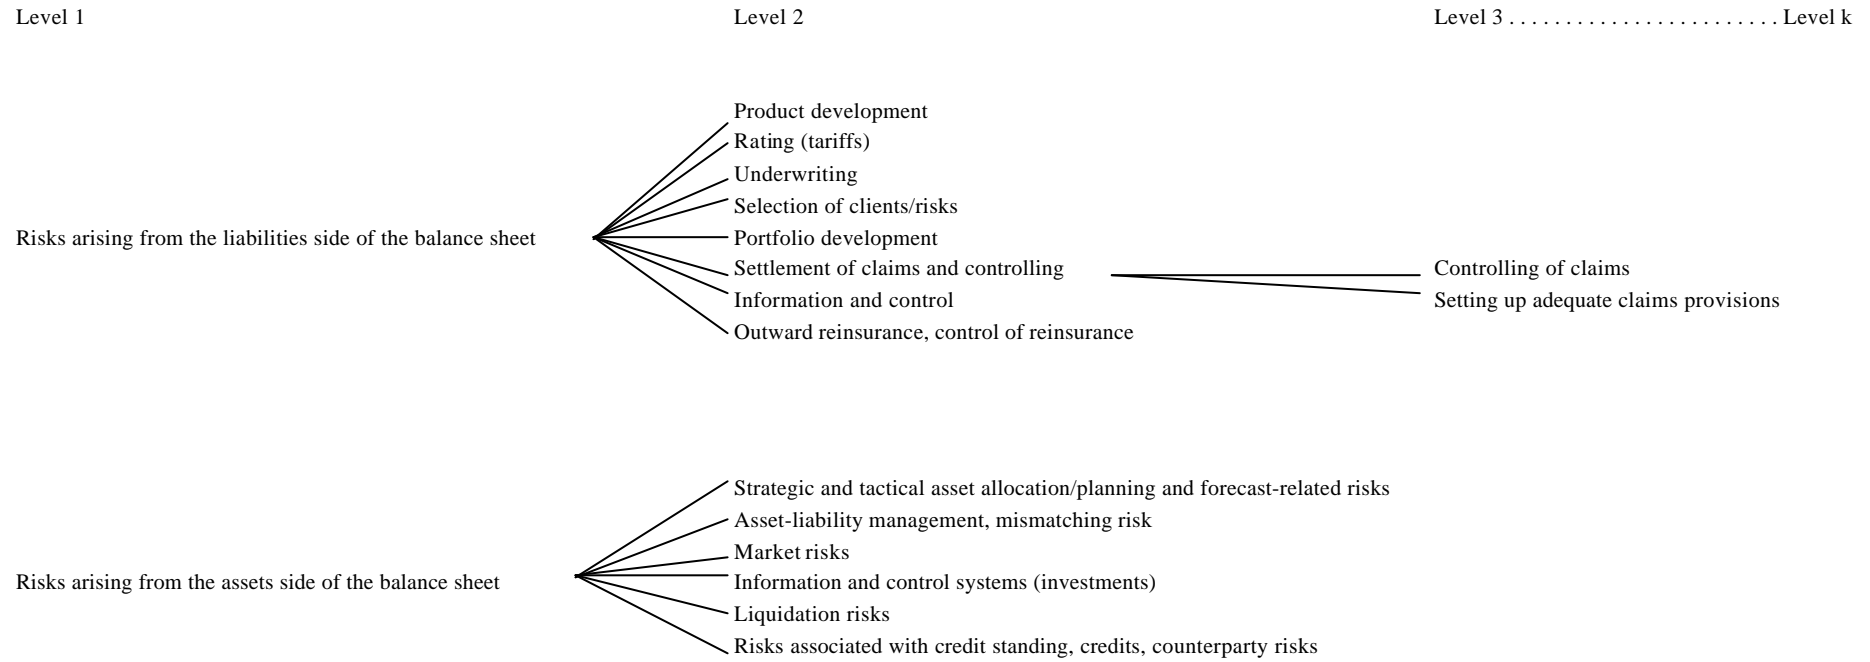 Level 1 Level 2 Level 3 . . . . . . . . . . . . . . . . . . . . . . . . Level k
Product development
Rating (tariffs)
Underwriting
Selection of clients/risks
Risks arising from the liabilities side of the balance sheet Portfolio development
Settlement of claims and controlling Controlling of claims
Information and control Setting up adequate claims provisions
Outward reinsurance, control of reinsurance
Strategic and tactical asset allocation/planning and forecast-related risks
Asset-liability management, mismatching risk
Market risks
Risks arising from the assets side of the balance sheet Information and control systems (investments)
Liquidation risks
Risks associated with credit standing, credits, counterparty risks